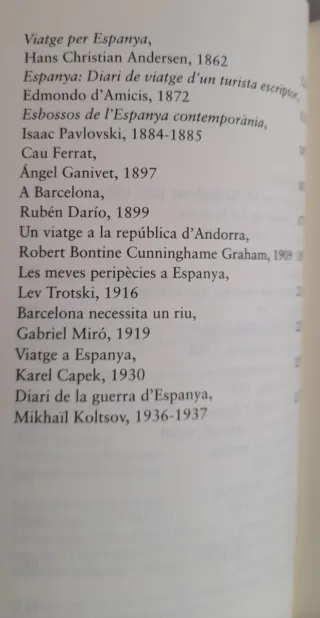 Viatge per Espanya,
Hans Christian Andersen, 1862
Espanya: Diari de viatge d'un turista escriptor,
Edmondo d'Amicis, 1872
Esbossos de l'Espanya contemporània,
Isaac Pavlovski, 1884-1885
Cau Ferrat,
Ángel Ganivet, 1897
A Barcelona,
Rubén Darío, 1899
Un viatge a la república d'Andorra,
Robert Bontine Cunninghame Graham, 1909
Les meves peripècies a Espanya,
Lev Trotski, 1916
Barcelona necessita un riu,
Gabriel Miró, 1919
Viatge a Espanya,
Karel Capek, 1930
Diari de la guerra d'Espanya,
Mikhaïl Koltsov, 1936-1937